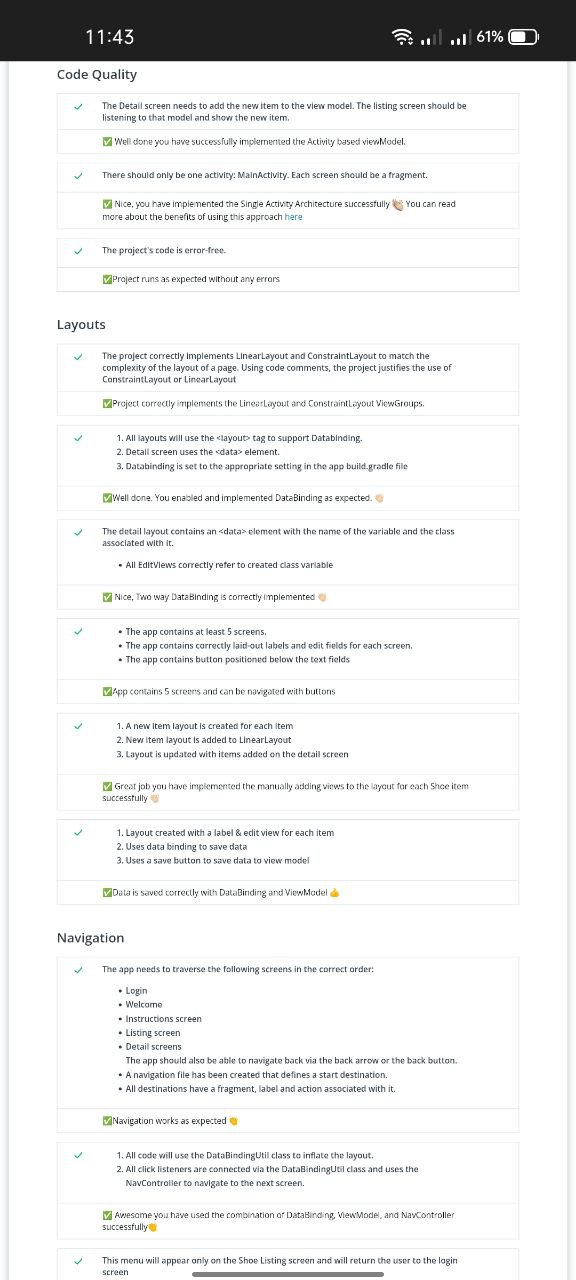 11:43
61%
Code Quality
The Detail screen needs to add the new item to the view model. The listing screen should be
listening to that model and show the new item.
✅ Well done you have successfully implemented the Activity based viewModel.
There should only be one activity: MainActivity. Each screen should be a fragment.
✅ Nice, you have implemented the Single Activity Architecture successfully 👏🏼 You can read
more about the benefits of using this approach here
The project's code is error-free.
✅Project runs as expected without any errors
Layouts
The project correctly implements LinearLayout and ConstraintLayout to match the
complexity of the layout of a page. Using code comments, the project justifies the use of
ConstraintLayout or LinearLayout
✅Project correctly implements the LinearLayout and ConstraintLayout ViewGroups.
1. All layouts will use the <layout> tag to support Databinding.
2. Detail screen uses the <data> element.
3. Databinding is set to the appropriate setting in the app build.gradle file
✅Well done. You enabled and implemented DataBinding as expected. 👏🏼
The detail layout contains an <data> element with the name of the variable and the class
associated with it.
• All EditViews correctly refer to created class variable
✅ Nice, Two way DataBinding is correctly implemented 👏🏼
• The app contains at least 5 screens.
• The app contains correctly laid-out labels and edit fields for each screen.
• The app contains button positioned below the text fields
✅App contains 5 screens and can be navigated with buttons
1. A new item layout is created for each item
2. New item layout is added to LinearLayout
3. Layout is updated with items added on the detail screen
✅ Great job you have implemented the manually adding views to the layout for each Shoe item
successfully 👏🏼
1. Layout created with a label & edit view for each item
2. Uses data binding to save data
3. Uses a save button to save data to view model
✅Data is saved correctly with DataBinding and ViewModel 👍
Navigation
The app needs to traverse the following screens in the correct order:
• Login
• Welcome
• Instructions screen
• Listing screen
• Detail screens
The app should also be able to navigate back via the back arrow or the back button.
• A navigation file has been created that defines a start destination.
• All destinations have a fragment, label and action associated with it.
✅Navigation works as expected 👏
1. All code will use the DataBindingUtil class to inflate the layout.
2. All click listeners are connected via the DataBindingUtil class and uses the
NavController to navigate to the next screen.
✅ Awesome you have used the combination of DataBinding, ViewModel, and NavController
successfully👏
This menu will appear only on the Shoe Listing screen and will return the user to the login
screen